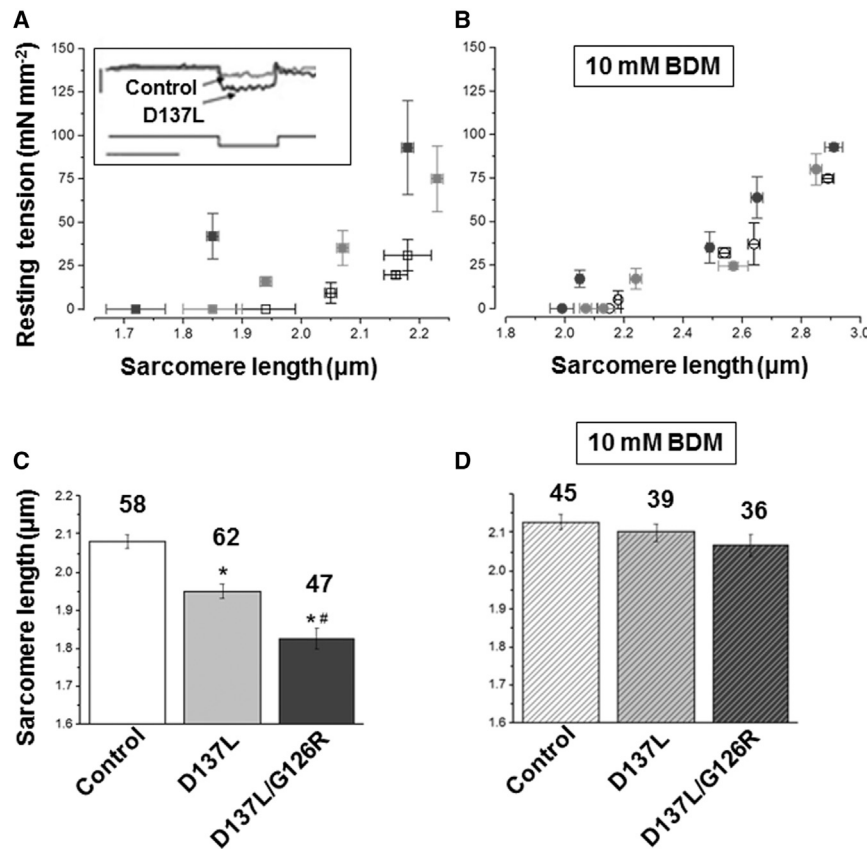 A
B
150
125
100
75
50
25
0
Control
D137L
1.7 1.8 1.9 2.0 2.1 2.2
Resting tension (mN mm-2)
Sarcomere length (µm)
10 mM BDM
150
125
100
75
50
25
0
1.8 2.0 2.2 2.4 2.6 2.8 3.0
Sarcomere length (µm)
C
D
Sarcomere length (µm)
2.2
2.1
2.0
1.9
1.8
1.7
1.6
58
62
*
47
*#
Control
D137L
D137L/G126R
10 mM BDM
2.2
2.1
2.0
1.9
1.8
1.7
1.6
45
39
36
Control
D137L
D137L/G126R